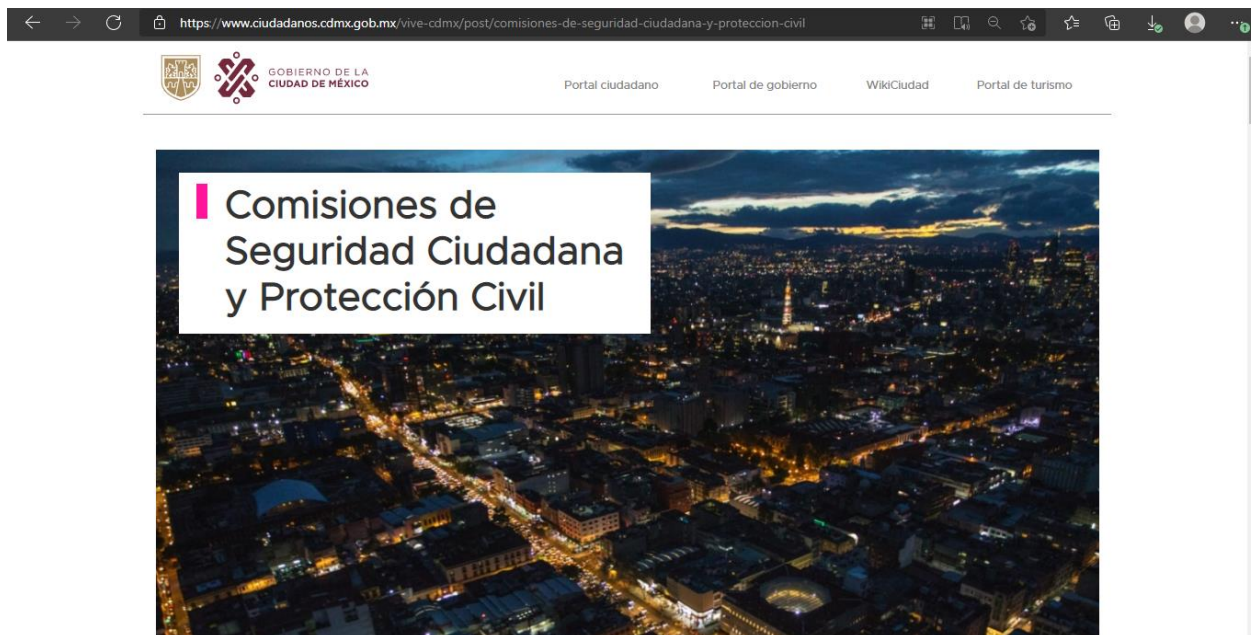 https://www.ciudadanos.cdmx.gob.mx/vive-cdmx/post/comisiones-de-seguridad-ciudadana-y-proteccion-civil
GOBIERNO DE LA
CIUDAD DE MÉXICO
Portal ciudadano Portal de gobierno WikiCiudad Portal de turismo
Comisiones de
Seguridad Ciudadana
y Protección Civil